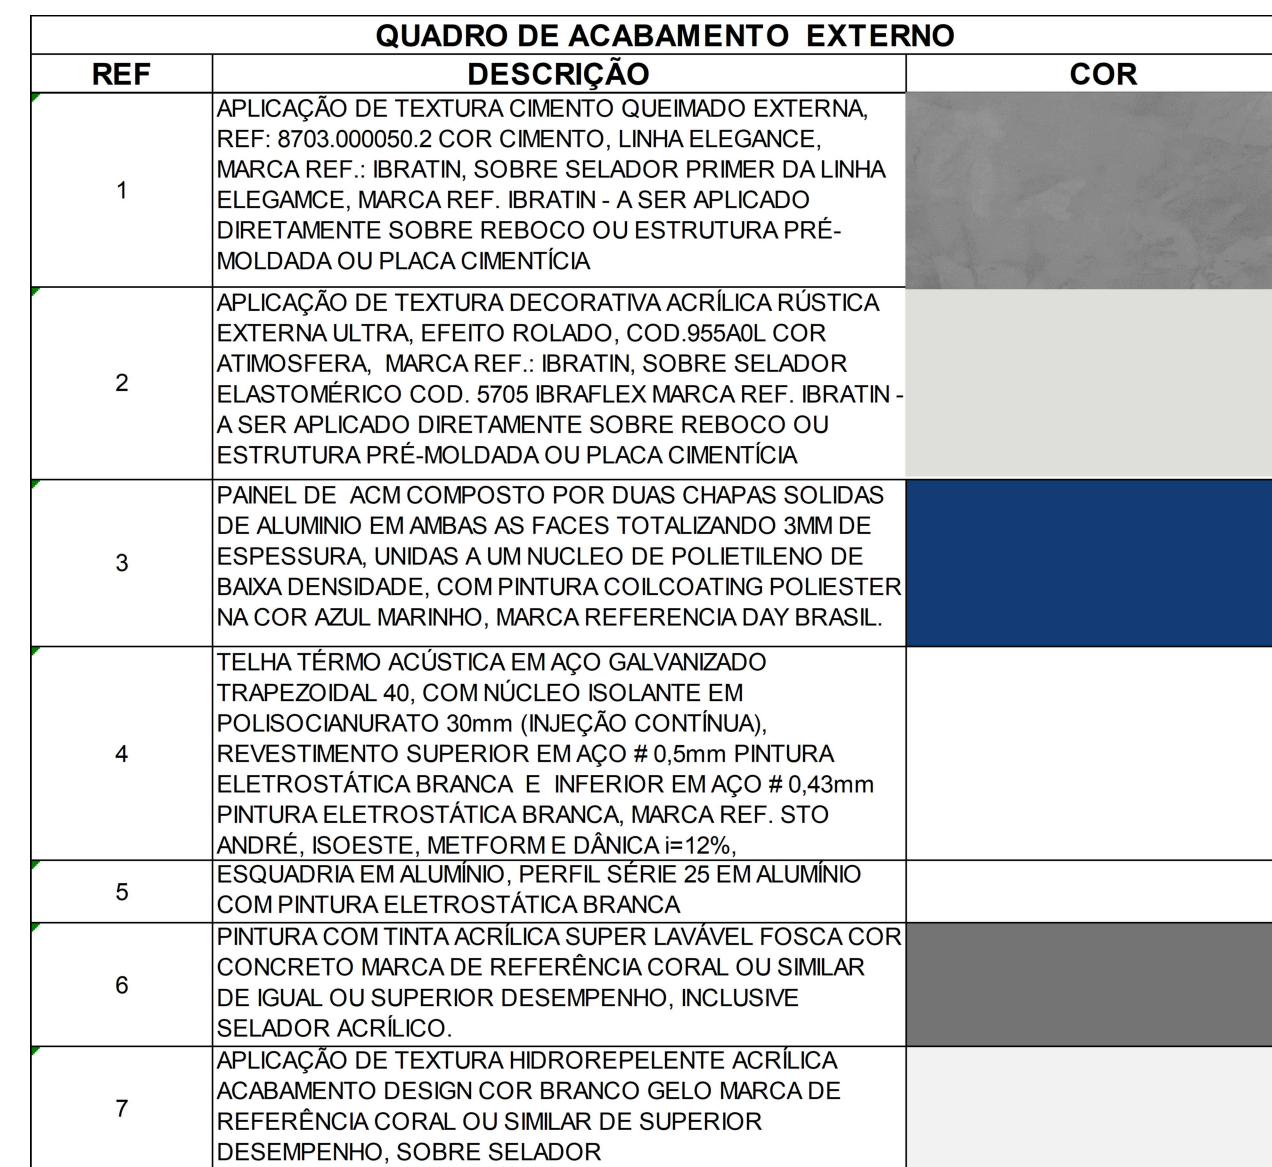 QUADRO DE ACABAMENTO EXTERNO
REF DESCRIÇÃO COR
1
APLICAÇÃO DE TEXTURA CIMENTO QUEIMADO EXTERNA,
REF: 8703.000050.2 COR CIMENTO, LINHA ELEGANCE,
MARCA REF.: IBRATIN, SOBRE SELADOR PRIMER DA LINHA
ELEGAMCE, MARCA REF. IBRATIN - A SER APLICADO
DIRETAMENTE SOBRE REBOCO OU ESTRUTURA PRÉ-
MOLDADA OU PLACA CIMENTÍCIA
2
APLICAÇÃO DE TEXTURA DECORATIVA ACRÍLICA RÚSTICA
EXTERNA ULTRA, EFEITO ROLADO, COD.955A0L COR
ATIMOSFERA, MARCA REF.: IBRATIN, SOBRE SELADOR
ELASTOMÉRICO COD. 5705 IBRAFLEX MARCA REF. IBRATIN -
A SER APLICADO DIRETAMENTE SOBRE REBOCO OU
ESTRUTURA PRÉ-MOLDADA OU PLACA CIMENTÍCIA
3
PAINEL DE ACM COMPOSTO POR DUAS CHAPAS SOLIDAS
DE ALUMINIO EM AMBAS AS FACES TOTALIZANDO 3MM DE
ESPESSURA, UNIDAS A UM NUCLEO DE POLIETILENO DE
BAIXA DENSIDADE, COM PINTURA COILCOATING POLIESTER
NA COR AZUL MARINHO, MARCA REFERENCIA DAY BRASIL.
4
TELHA TÉRMO ACÚSTICA EM AÇO GALVANIZADO
TRAPEZOIDAL 40, COM NÚCLEO ISOLANTE EM
POLISOCIANURATO 30mm (INJEÇÃO CONTÍNUA),
REVESTIMENTO SUPERIOR EM AÇO # 0,5mm PINTURA
ELETROSTÁTICA BRANCA E INFERIOR EM AÇO # 0,43mm
PINTURA ELETROSTÁTICA BRANCA, MARCA REF. STO
ANDRÉ, ISOESTE, METFORM E DÂNICA i=12%,
5
ESQUADRIA EM ALUMÍNIO, PERFIL SÉRIE 25 EM ALUMÍNIO
COM PINTURA ELETROSTÁTICA BRANCA
6
PINTURA COM TINTA ACRÍLICA SUPER LAVÁVEL FOSCA COR
CONCRETO MARCA DE REFERÊNCIA CORAL OU SIMILAR
DE IGUAL OU SUPERIOR DESEMPENHO, INCLUSIVE
SELADOR ACRÍLICO.
7
APLICAÇÃO DE TEXTURA HIDROREPELENTE ACRÍLICA
ACABAMENTO DESIGN COR BRANCO GELO MARCA DE
REFERÊNCIA CORAL OU SIMILAR DE SUPERIOR
DESEMPENHO, SOBRE SELADOR